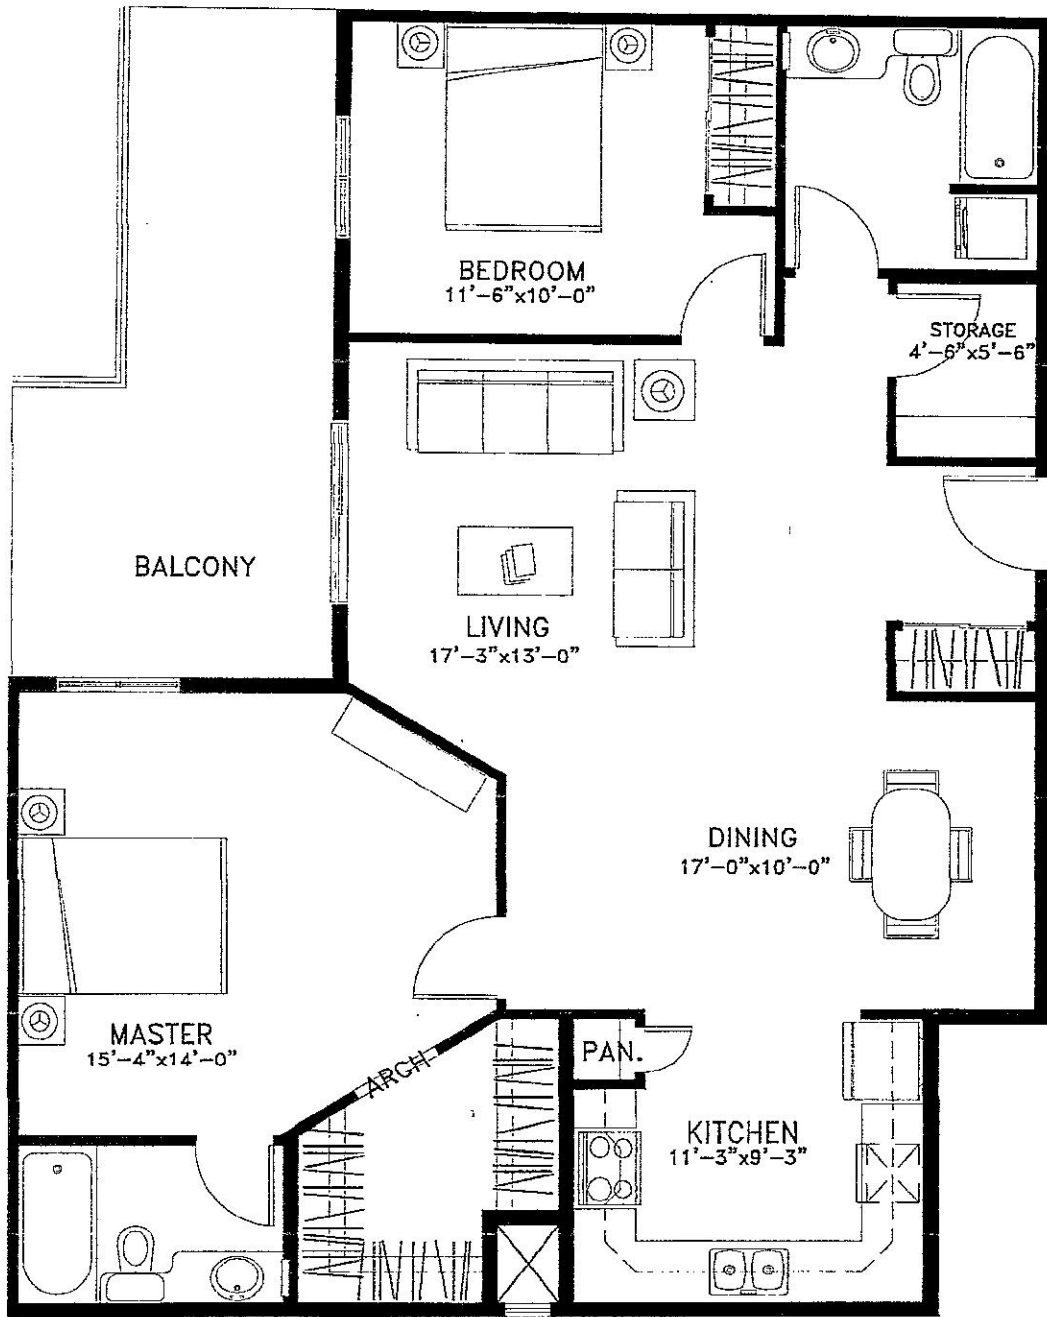 BEDROOM
11'-6"x10'-0"
STORAGE
4'-6"x5'-6"
BALCONY
LIVING
17'-3"x13'-0"
DINING
17'-0"x10'-0"
MASTER
15'-4"x14'-0"
ARCH
PAN.
KITCHEN
11'-3"x9'-3"